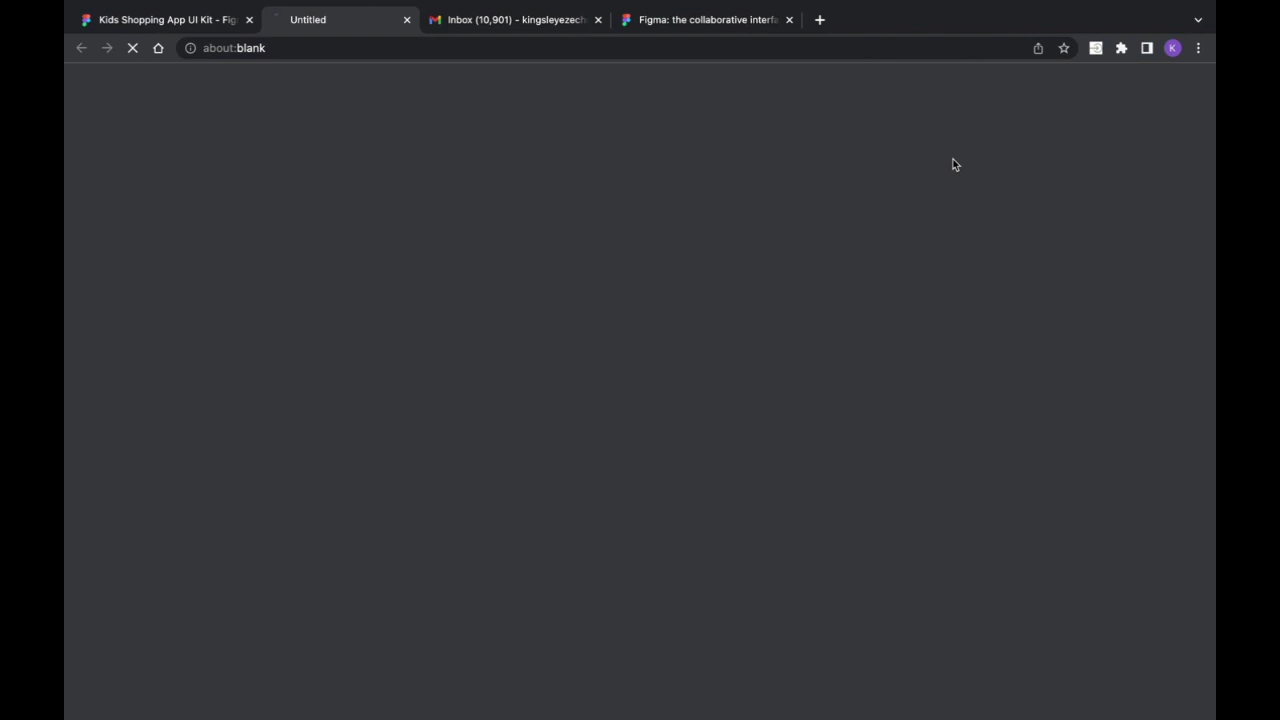 Kids Shopping App UI Kit - Fig
Untitled
Inbox (10,901) - kingsleyezech
Figma: the collaborative interfa
about:blank
K